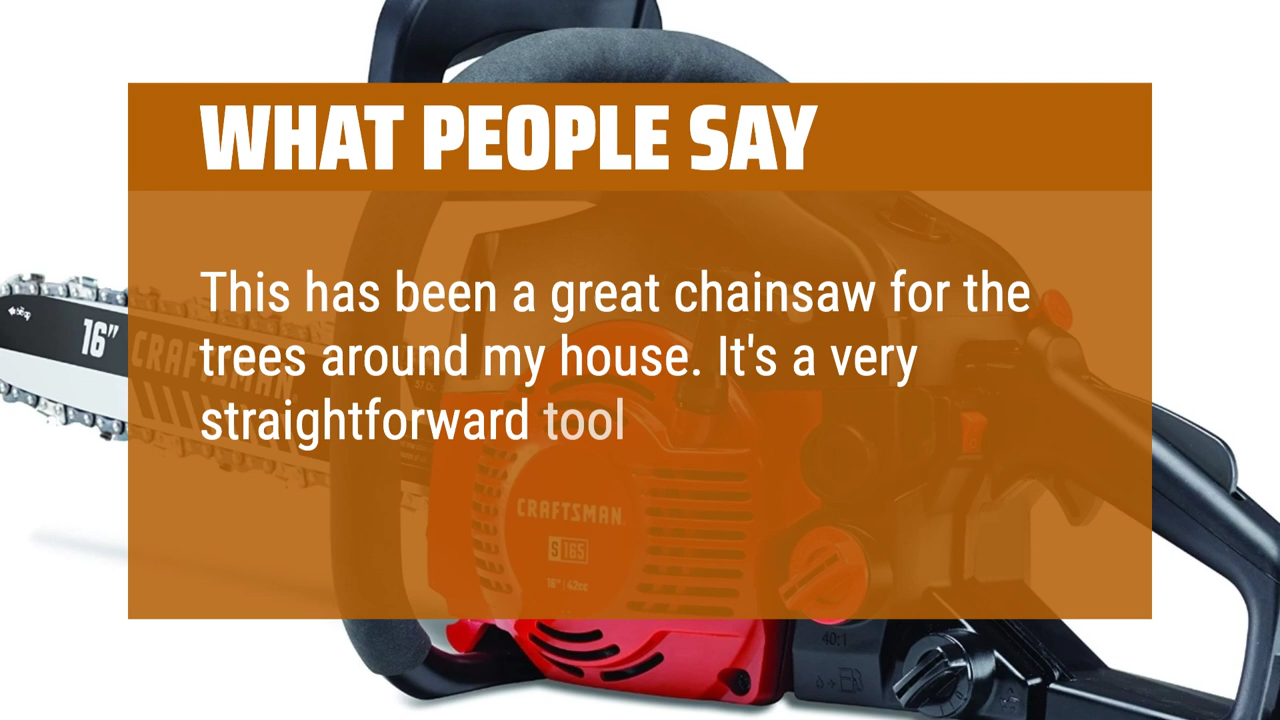 WHAT PEOPLE SAY
This has been a great chainsaw for the
trees around my house. It's a very
straightforward tool
16"
CRAFTSMAN
CRAFTSMAN
S 165
16" 42cc
40:1